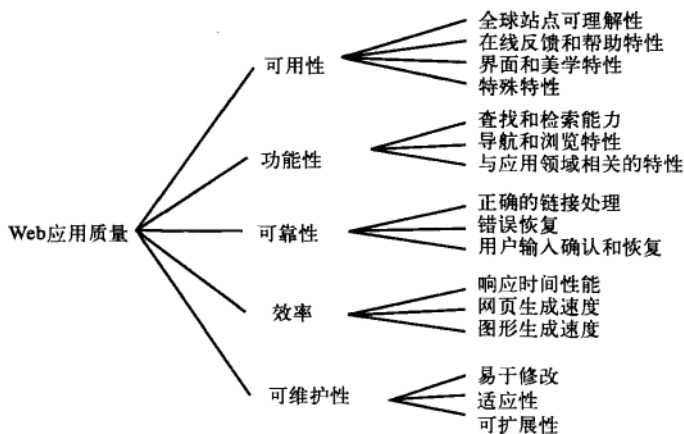 Web应用质量
可用性
全球站点可理解性
在线反馈和帮助特性
界面和美学特性
特殊特性
功能性
查找和检索能力
导航和浏览特性
与应用领域相关的特性
可靠性
正确的链接处理
错误恢复
用户输入确认和恢复
效率
响应时间性能
网页生成速度
图形生成速度
可维护性
易于修改
适应性
可扩展性